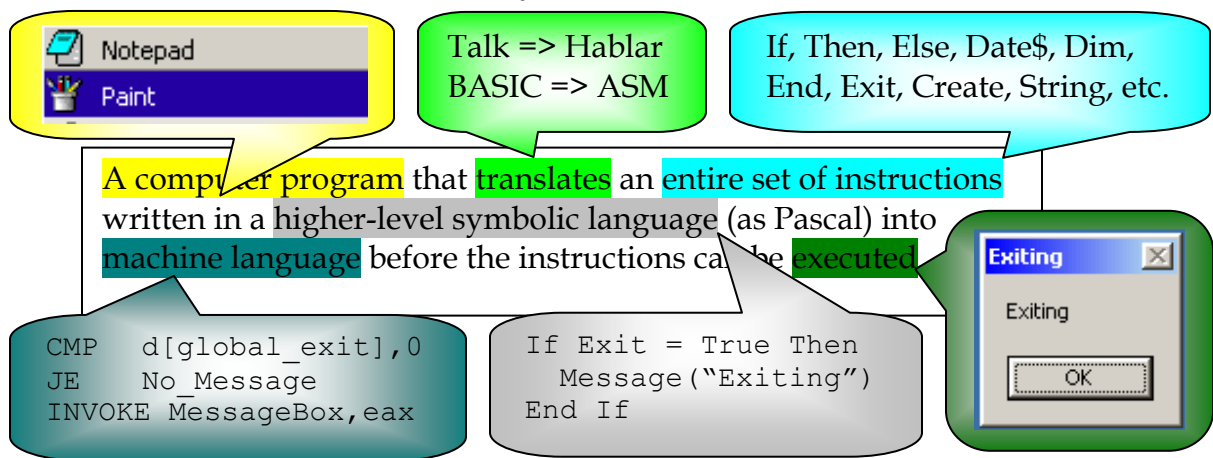 Notepad
Paint
Talk => Hablar
BASIC => ASM
If, Then, Else, Date$, Dim,
End, Exit, Create, String, etc.
A computer program that translates an entire set of instructions
written in a higher-level symbolic language (as Pascal) into
machine language before the instructions can be executed
CMP d[global_exit],0
JE No_Message
INVOKE MessageBox,eax
If Exit = True Then
Message(“Exiting”)
End If
Exiting
Exiting
OK